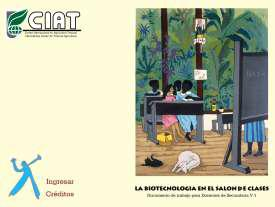 CIAT
Centro Internacional de Agricultura Tropical
International Center for Tropical Agriculture
LA BIOTECNOLOGIA EN EL SALON DE CLASES
Documento de trabajo para Docentes de Secundaria V.1
Ingresar
Créditos